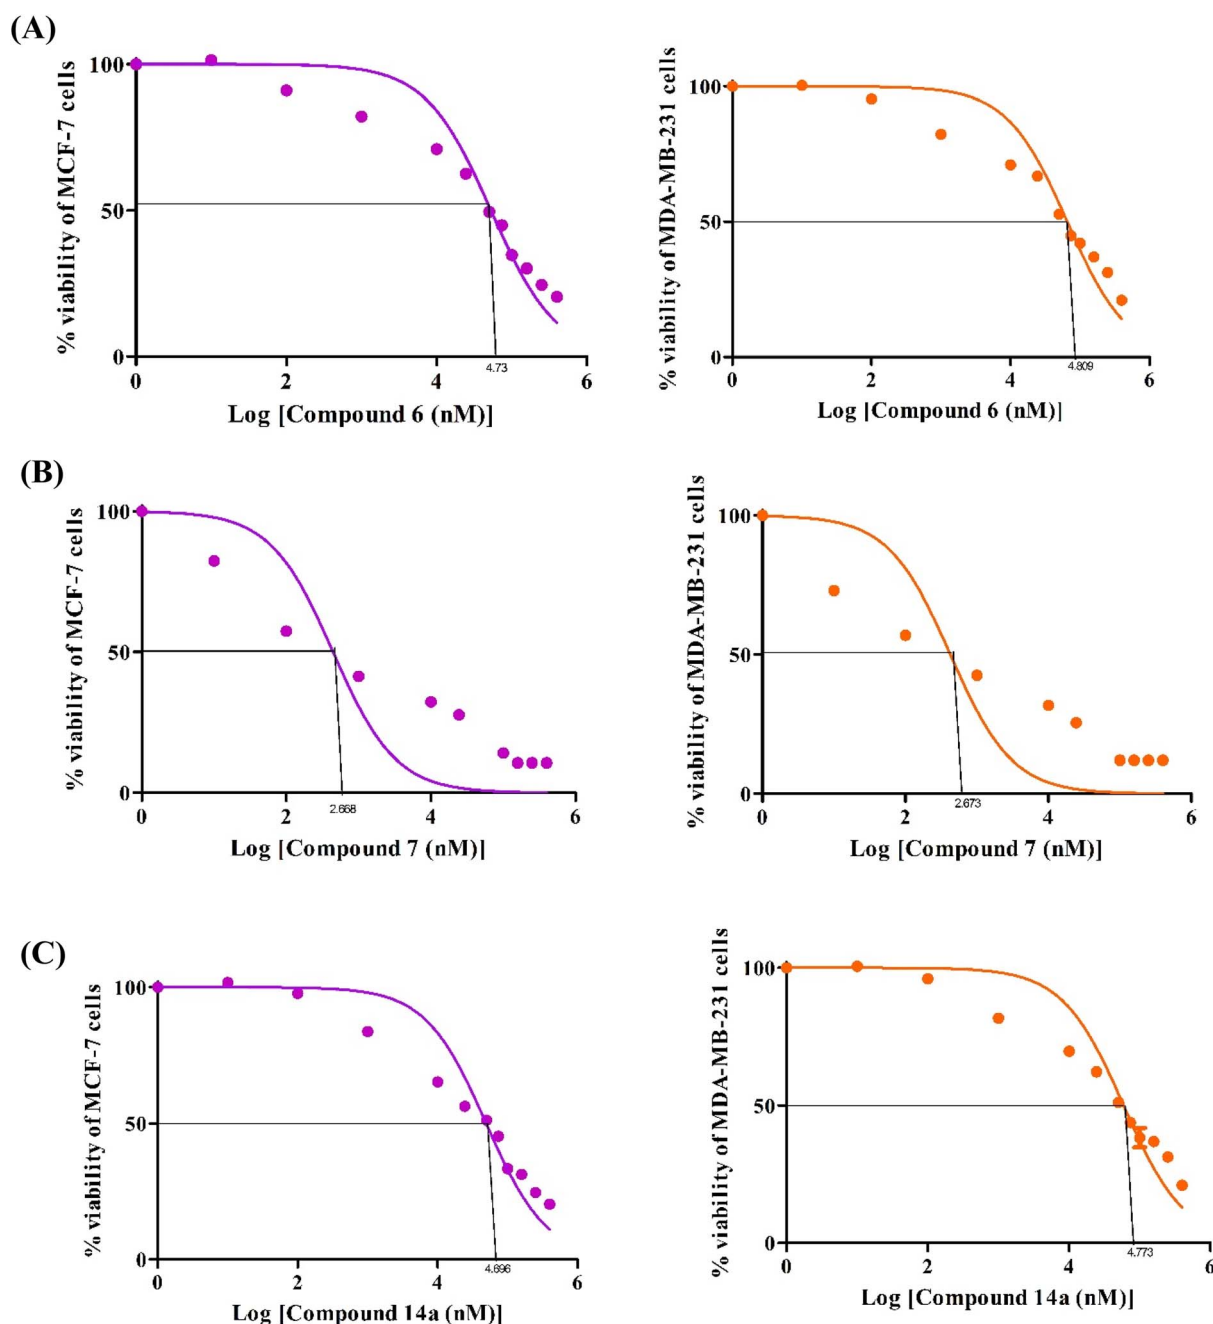 (A)
% viability of MCF-7 cells
100
50
0
0 2 4 6
4.73
Log [Compound 6 (nM)]
% viability of MDA-MB-231 cells
100
50
0
0 2 4 6
4.809
Log [Compound 6 (nM)]
(B)
% viability of MCF-7 cells
100
50
0
0 2 4 6
2.668
Log [Compound 7 (nM)]
% viability of MDA-MB-231 cells
100
50
0
0 2 4 6
2.673
Log [Compound 7 (nM)]
(C)
% viability of MCF-7 cells
100
50
0
0 2 4 6
4.696
Log [Compound 14a (nM)]
% viability of MDA-MB-231 cells
100
50
0
0 2 4 6
4.773
Log [Compound 14a (nM)]